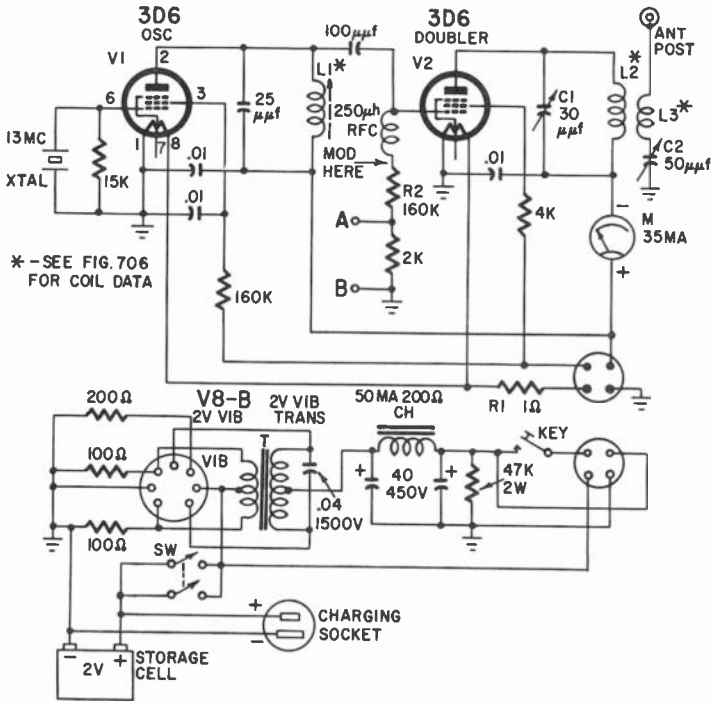 3D6
OSC
V1
2
6
3
1
7
8
13MC
XTAL
15K
.01
.01
25
μμf
100μμf
L1*
250μh
RFC
MOD
HERE
R2
160K
A
2K
B
160K
3D6
DOUBLER
V2
.01
4K
C1
30
μμf
L2*
L3*
ANT
POST
C2
50μμf
-
M
35MA
+
*-SEE FIG. 706
FOR COIL DATA
R1
1Ω
200Ω
100Ω
100Ω
V8-B
2V VIB
VIB
T
2V VIB
TRANS
.04
1500V
50MA 200Ω
CH
+
40
450V
+
47K
2W
KEY
SW
+
-
CHARGING
SOCKET
-
2V
+
STORAGE
CELL